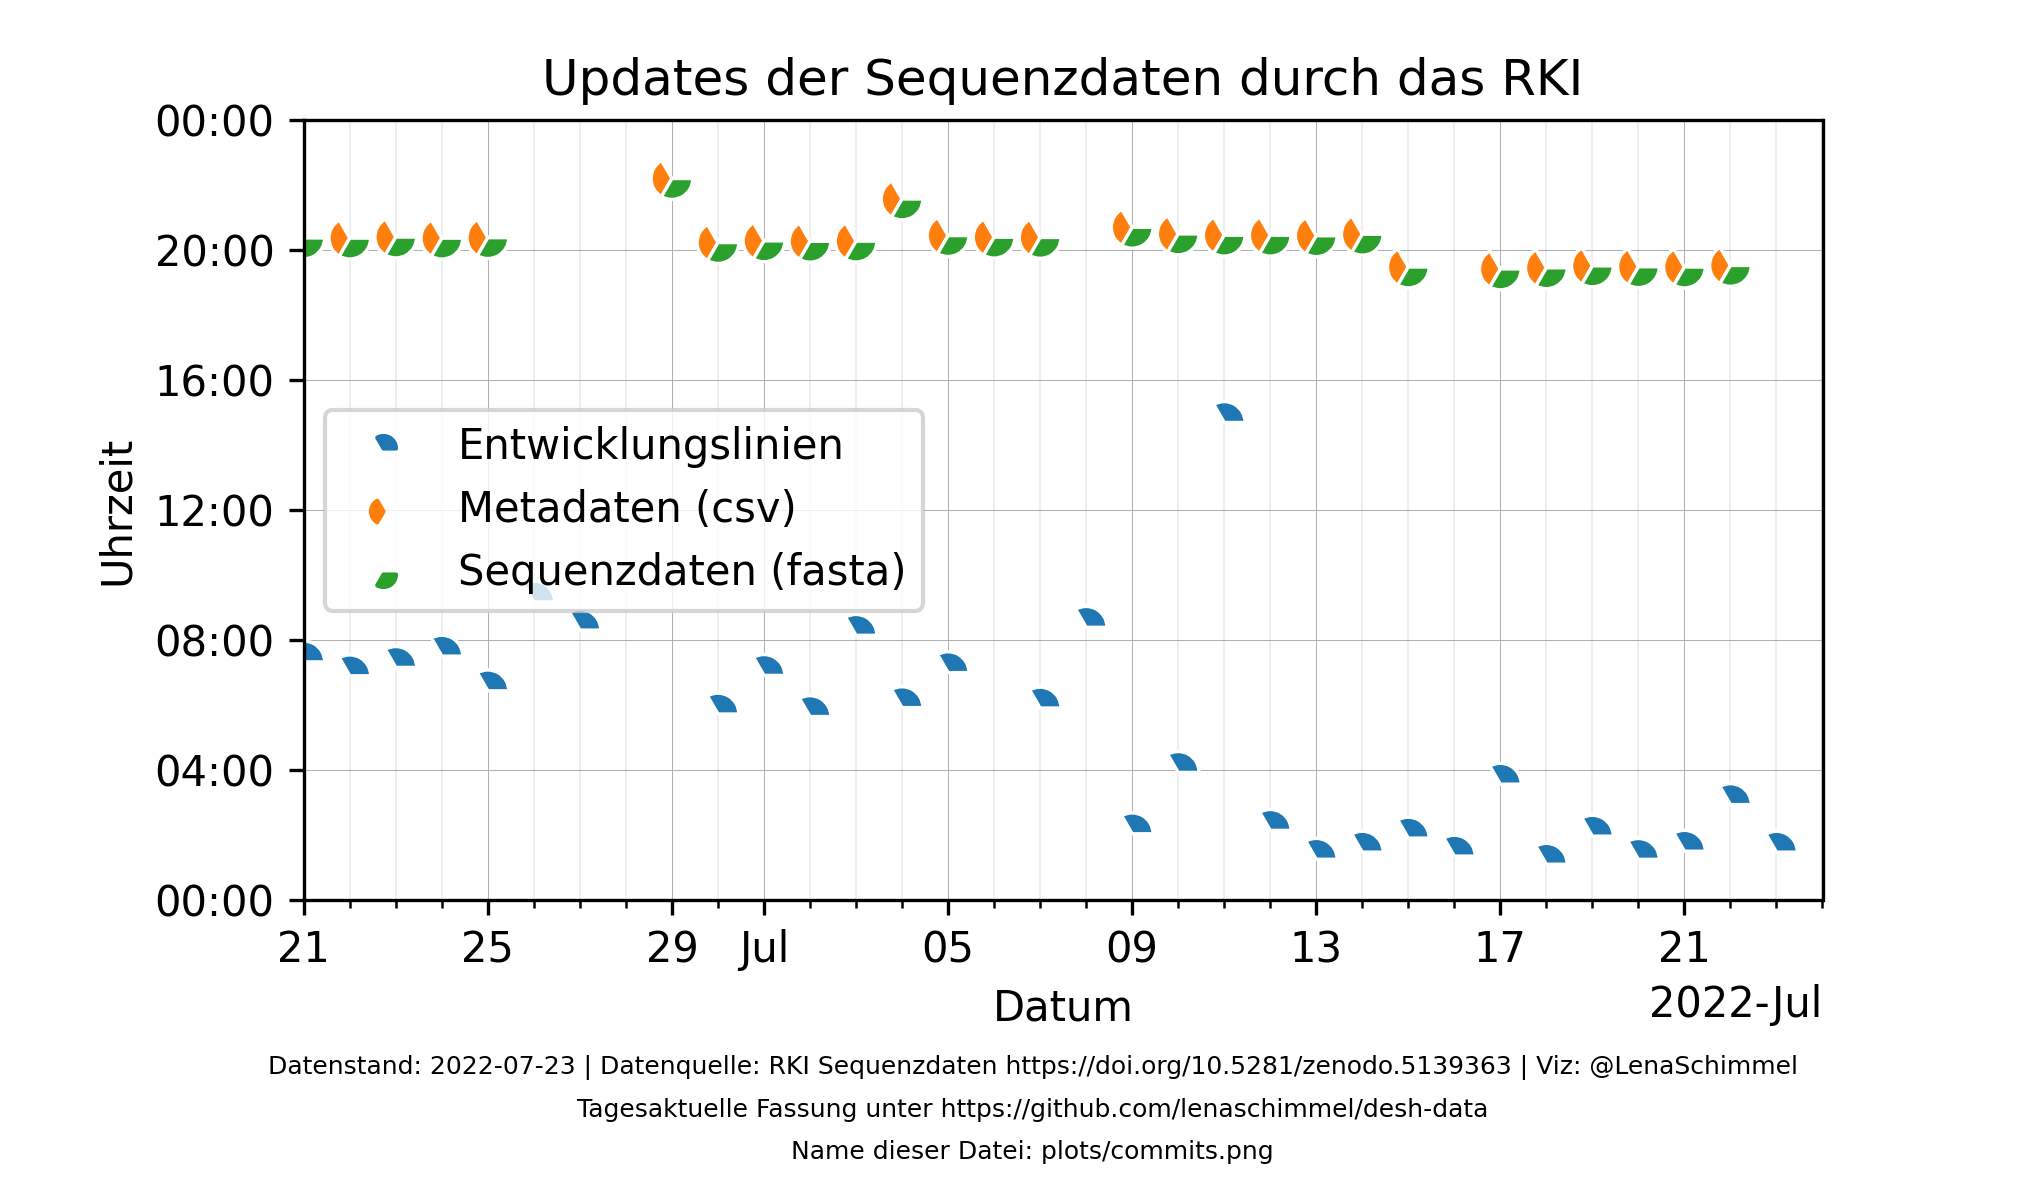 Updates der Sequenzdaten durch das RKI
00:00
20:00
16:00
12:00
08:00
04:00
00:00
Uhrzeit
Entwicklungslinien
Metadaten (csv)
Sequenzdaten (fasta)
21 25 29 Jul 05 09 13 17 21
2022-Jul
Datum
Datenstand: 2022-07-23 | Datenquelle: RKI Sequenzdaten https://doi.org/10.5281/zenodo.5139363 | Viz: @LenaSchimmel
Tagesaktuelle Fassung unter https://github.com/lenaschimmel/desh-data
Name dieser Datei: plots/commits.png